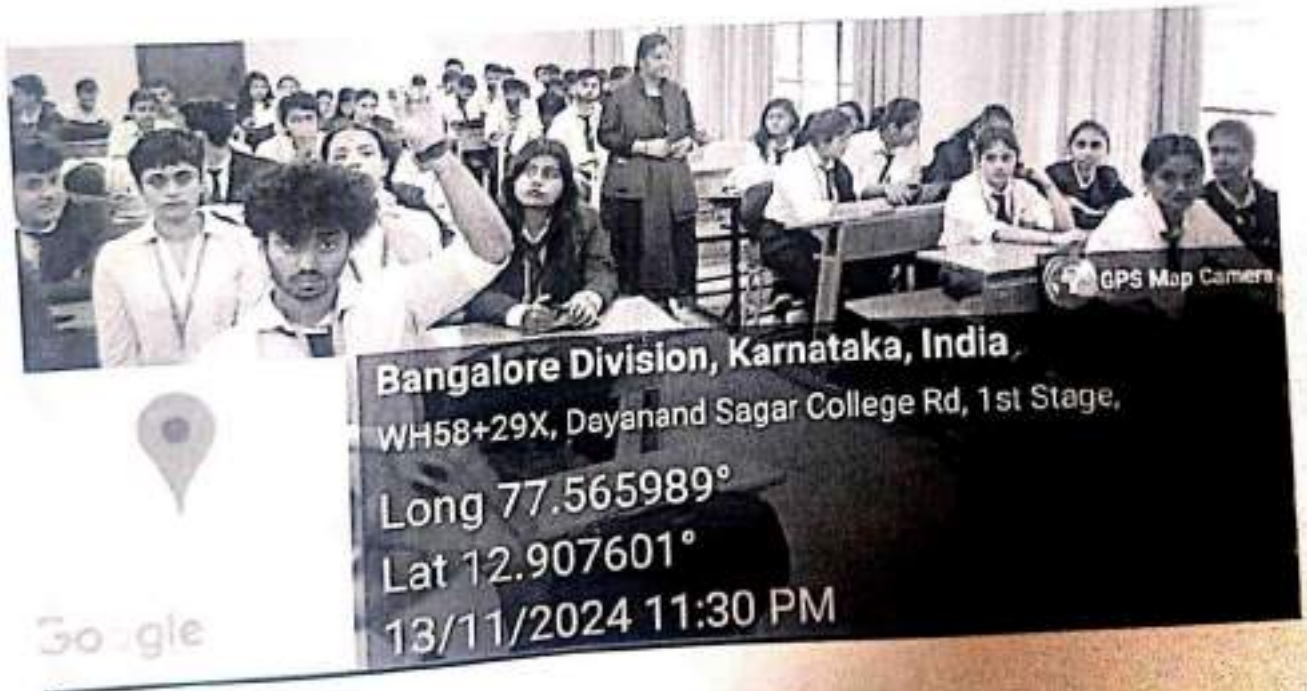 GPS Map Camera
Bangalore Division, Karnataka, India
WH58+29X, Dayanand Sagar College Rd, 1st Stage,
Long 77.565989°
Lat 12.907601°
13/11/2024 11:30 PM
Google